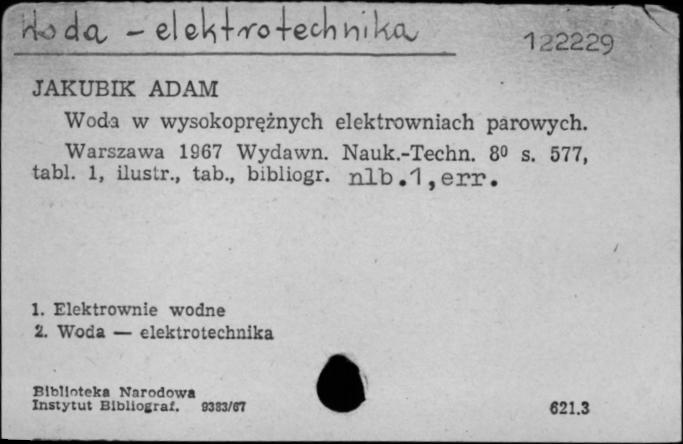 Woda - elektrotechnika
122229
JAKUBIK ADAM
Woda w wysokoprężnych elektrowniach parowych.
Warszawa 1967 Wydawn. Nauk.-Techn. 8⁰ s. 577,
tabl. 1, ilustr., tab., bibliogr. nlb.1,err.
1. Elektrownie wodne
2. Woda — elektrotechnika
Biblioteka Narodowa
Instytut Bibliograf. 9383/67
621.3